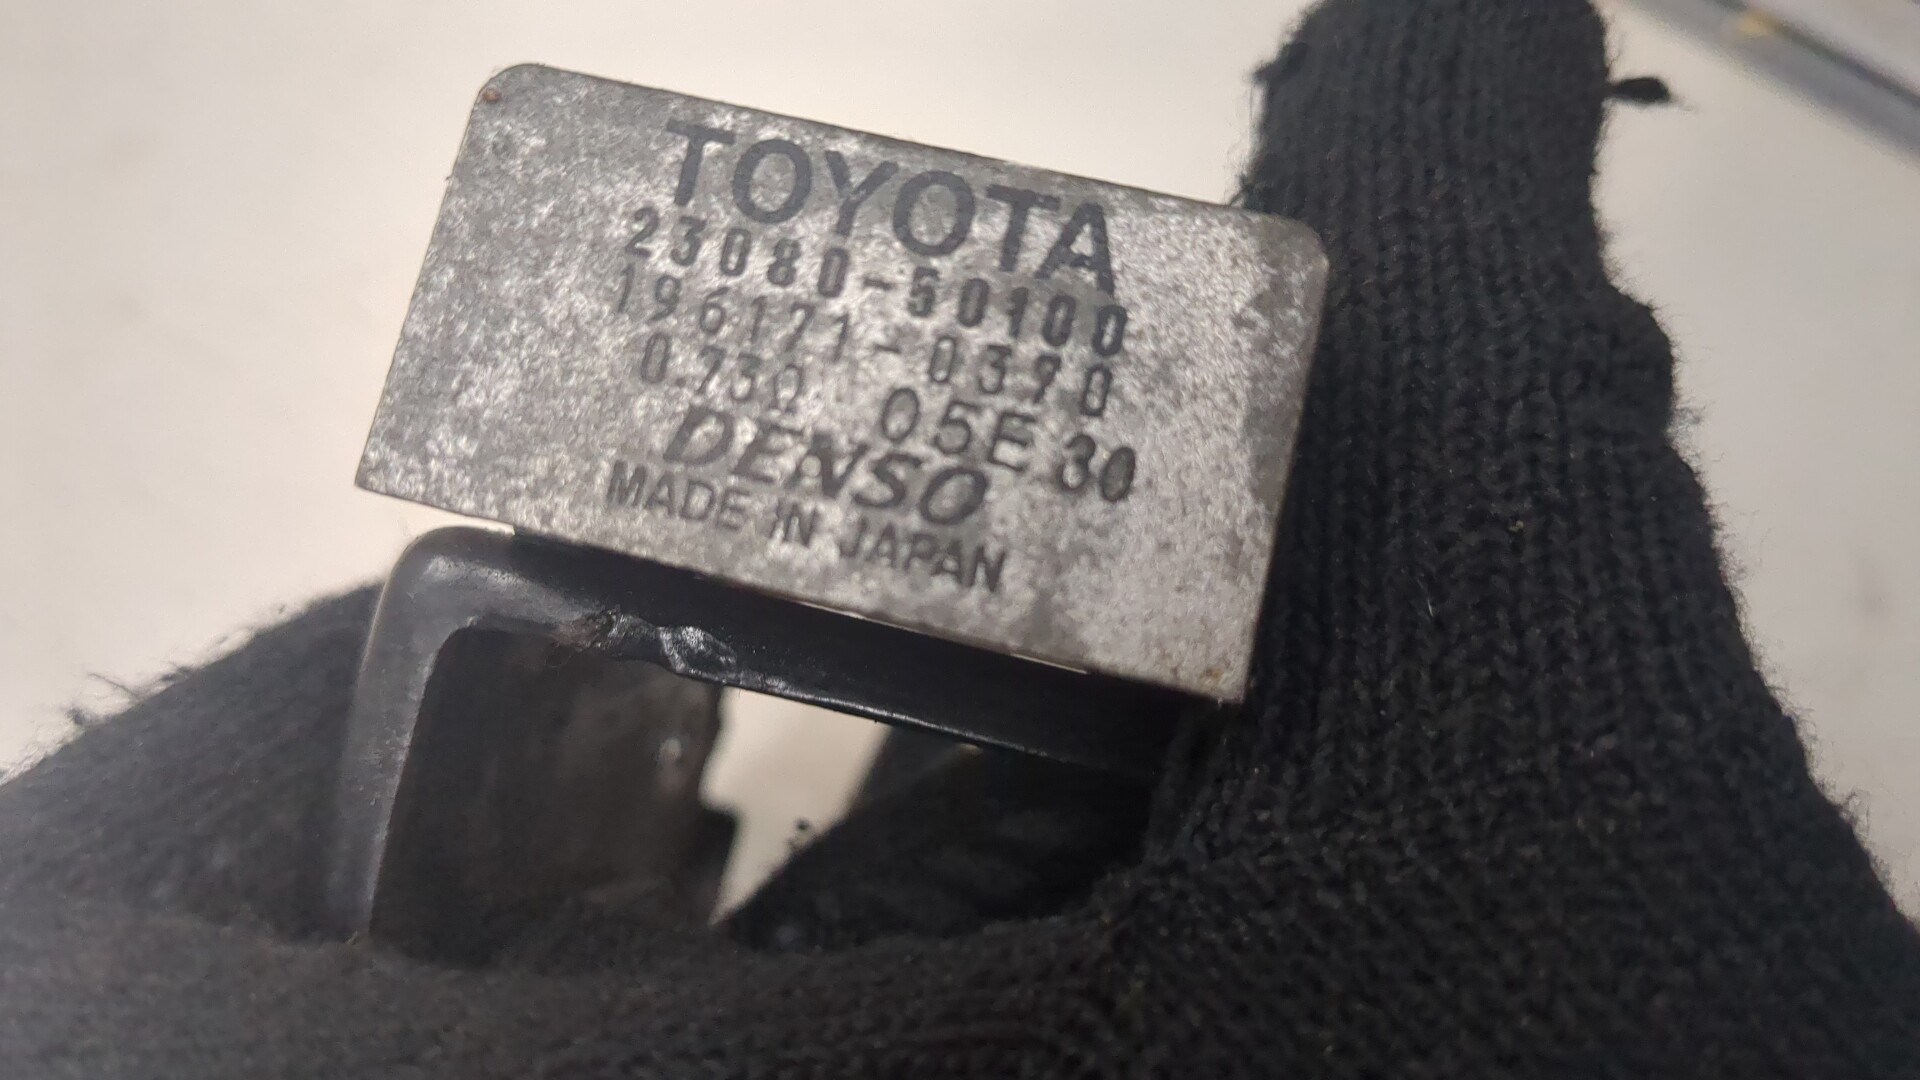 TOYOTA
23080-50100
196171-0390
0.73Ω 05E30
DENSO
MADE IN JAPAN